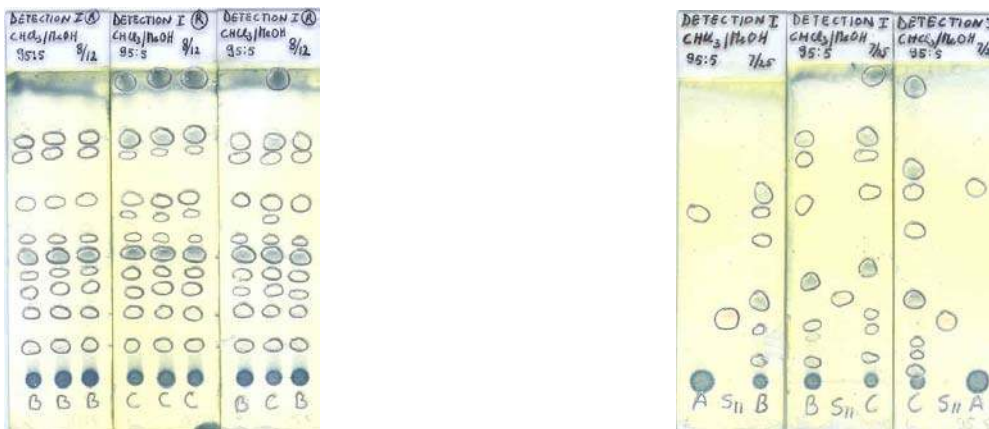 DETECTION I Ⓡ
CHCl₃/MeOH
95:5 8/12
B B B
DETECTION I Ⓡ
CHCl₃/MeOH
95:5 8/12
C C C
DETECTION I Ⓡ
CHCl₃/MeOH
95:5 8/12
B C B
DETECTION I
CHCl₃/MeOH
95:5 7/25
A S11 B
DETECTION I
CHCl₃/MeOH
95:5 7/25
B S11 C
DETECTION I
CHCl₃/MeOH
95:5
C S11 A